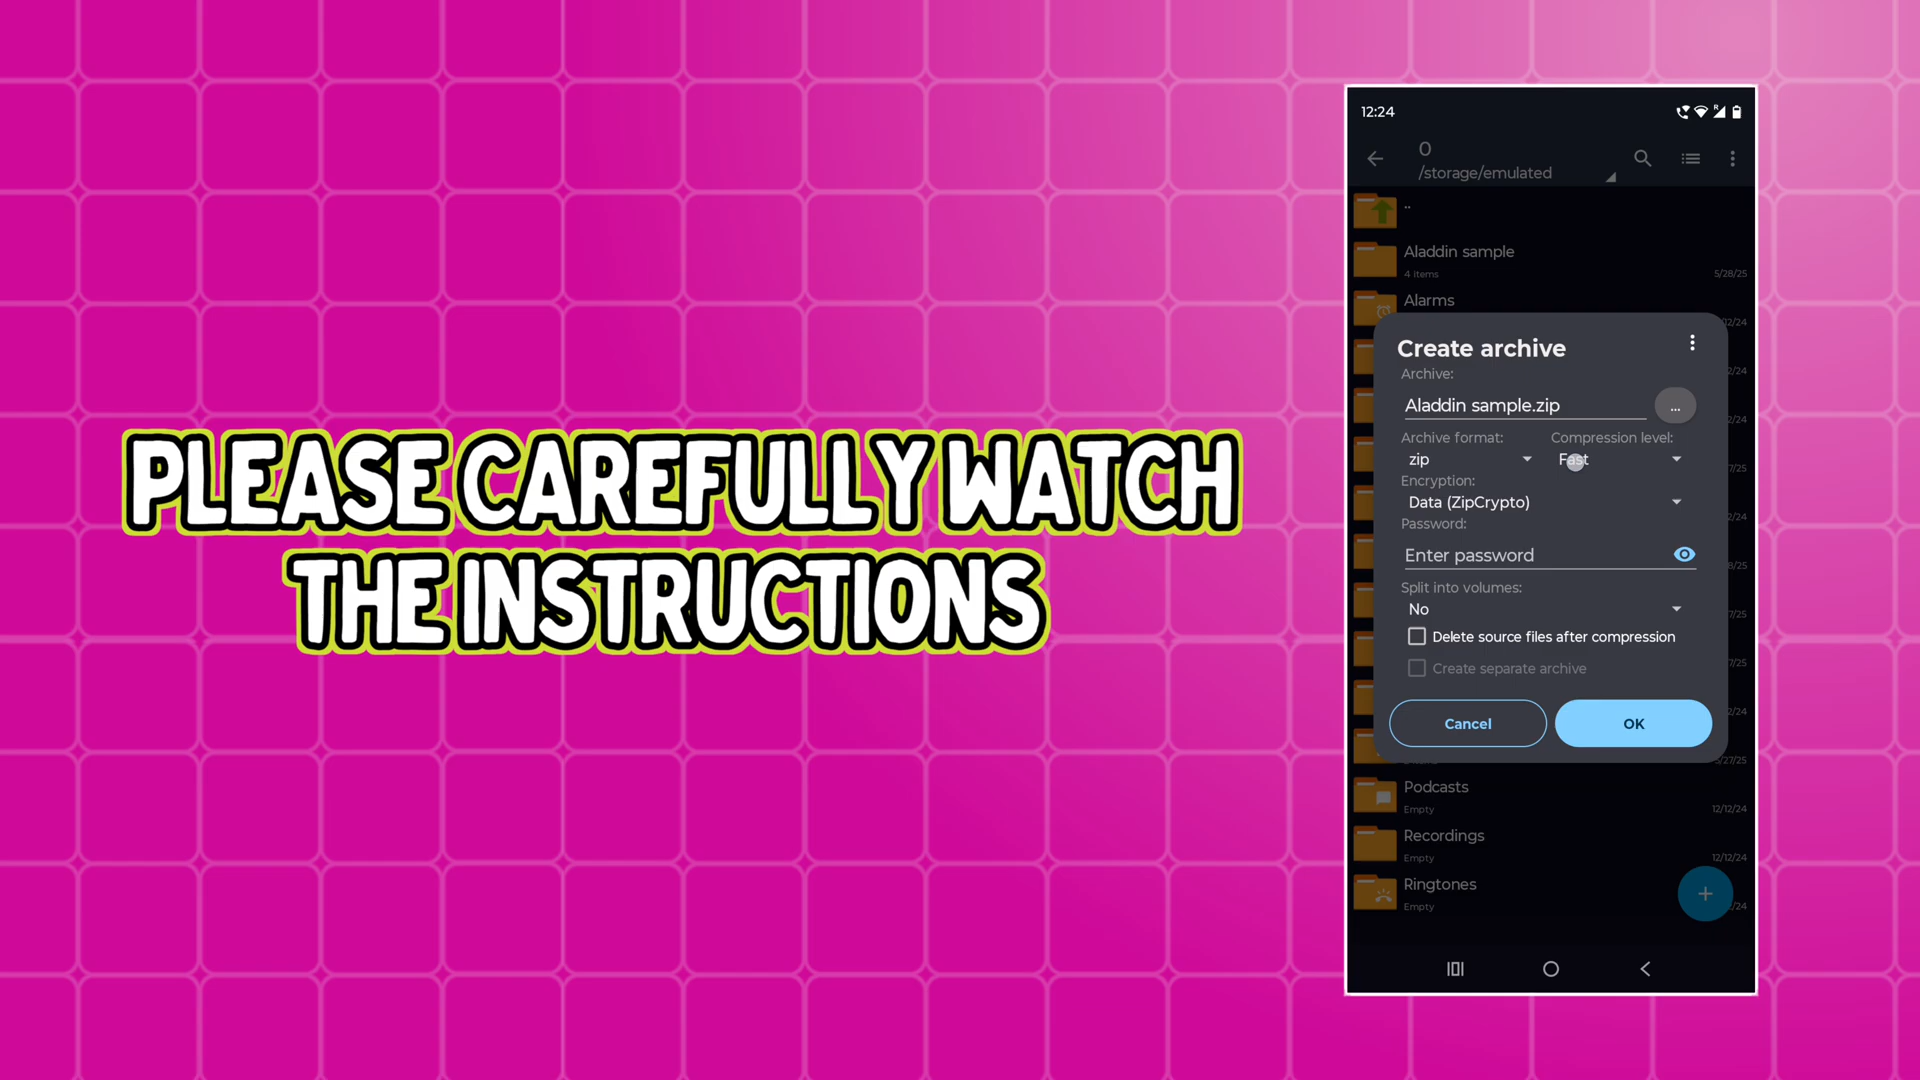 PLEASE CAREFULLY WATCH
THE INSTRUCTIONS
12:24
R
0
/storage/emulated
..
Aladdin sample
4 Items
5/28/25
Alarms
Create archive
Archive:
Aladdin sample.zip
...
Archive format:
Compression level:
zip
Fast
Encryption:
Data (ZipCrypto)
Password:
Enter password
Split into volumes:
No
Delete source files after compression
Create separate archive
Cancel
OK
Podcasts
Empty
12/12/24
Recordings
Empty
12/12/24
Ringtones
Empty